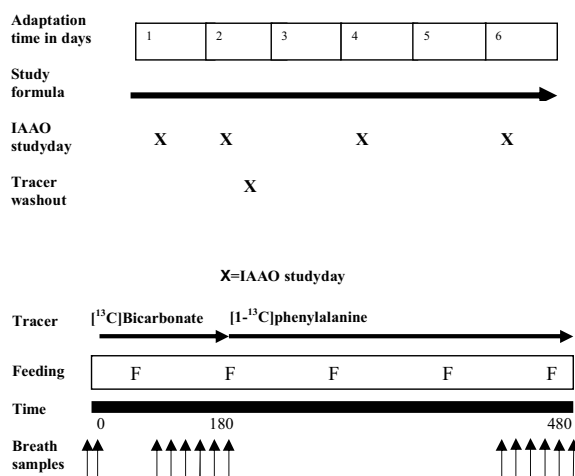 Adaptation
time in days
1 2 3 4 5 6
Study
formula
IAAO
studyday
X X X X
Tracer
washout
X
X=IAAO studyday
Tracer [¹³C]Bicarbonate [1-¹³C]phenylalanine
Feeding F F F F F
Time
0 180 480
Breath
samples